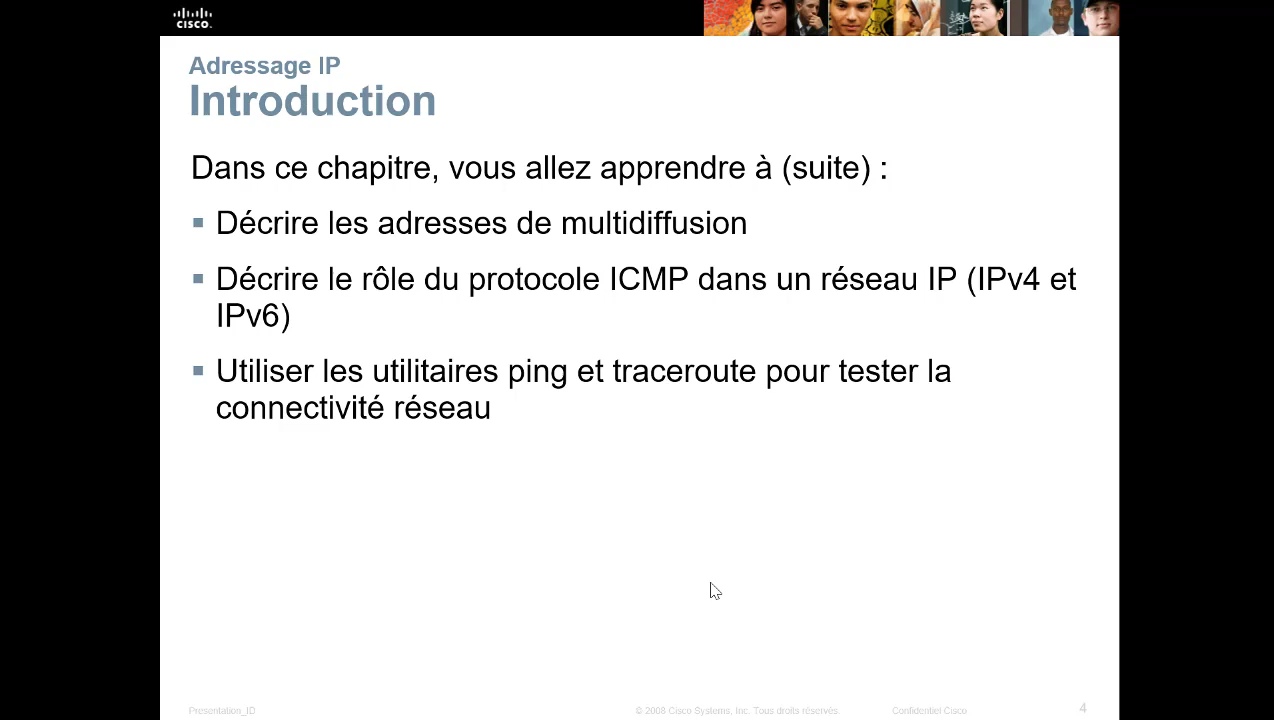 CISCO.
Adressage IP
Introduction
Dans ce chapitre, vous allez apprendre à (suite) :
▪ Décrire les adresses de multidiffusion
▪ Décrire le rôle du protocole ICMP dans un réseau IP (IPv4 et
IPv6)
▪ Utiliser les utilitaires ping et traceroute pour tester la
connectivité réseau
Presentation_ID
© 2008 Cisco Systems, Inc. Tous droits réservés.
Confidentiel Cisco
4